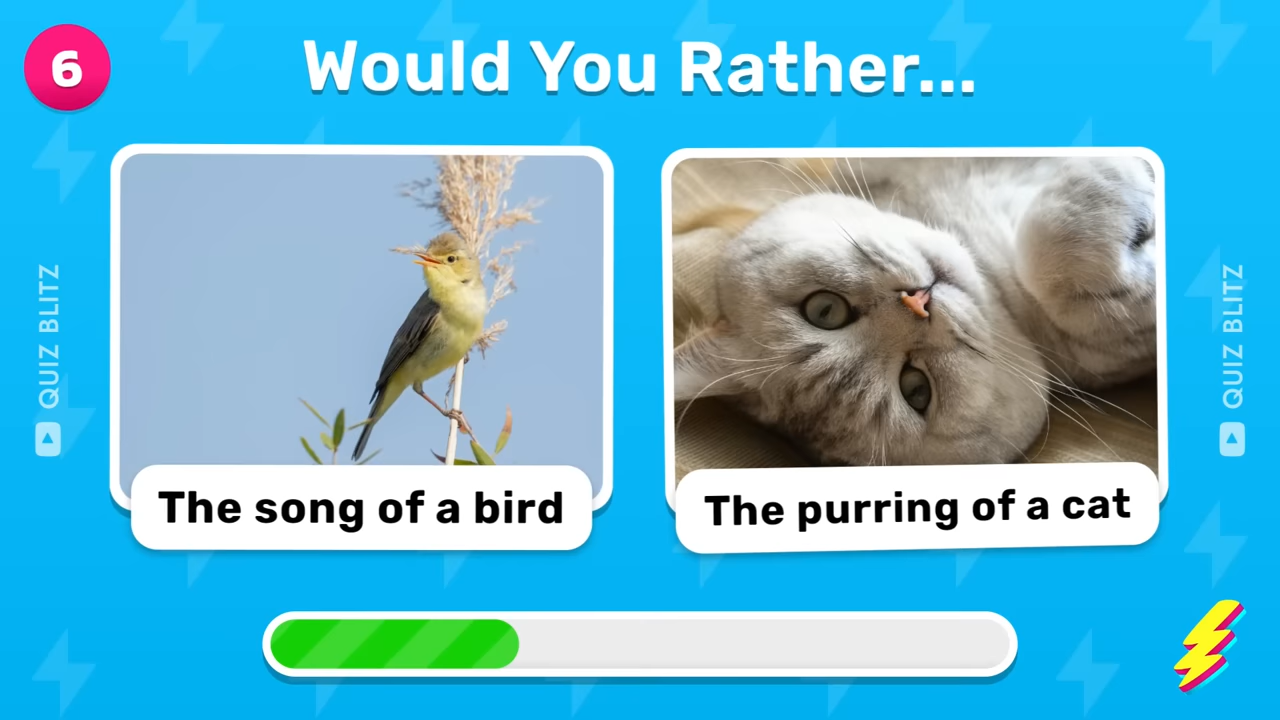 6
Would You Rather...
QUIZ BLITZ
QUIZ BLITZ
The song of a bird
The purring of a cat